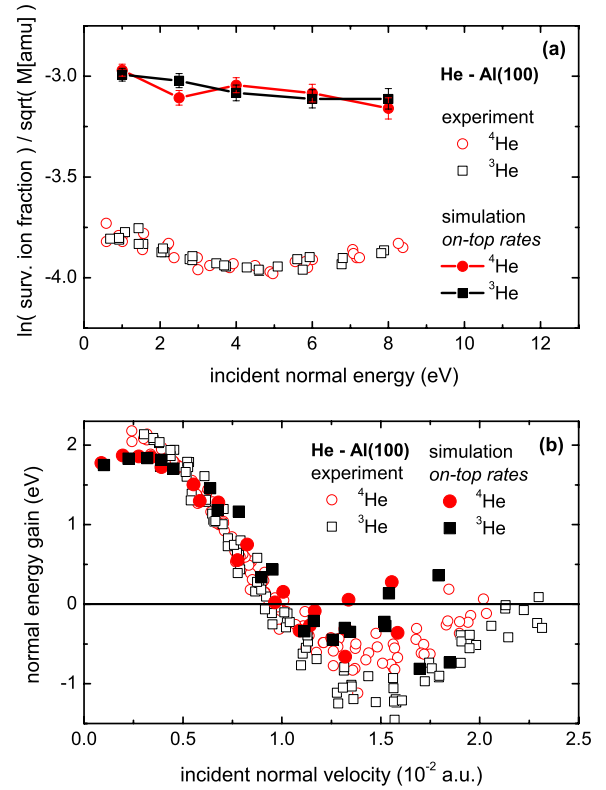 (a)
-3.0
-3.5
-4.0
He - Al(100)
experiment
⁴He
³He
simulation
on-top rates
⁴He
³He
ln( surv. ion fraction ) / sqrt( M[amu] )
0 2 4 6 8 10 12
incident normal energy (eV)
(b)
2
1
0
-1
He - Al(100) simulation
experiment on-top rates
⁴He ⁴He
³He ³He
normal energy gain (eV)
0.0 0.5 1.0 1.5 2.0 2.5
incident normal velocity (10⁻² a.u.)